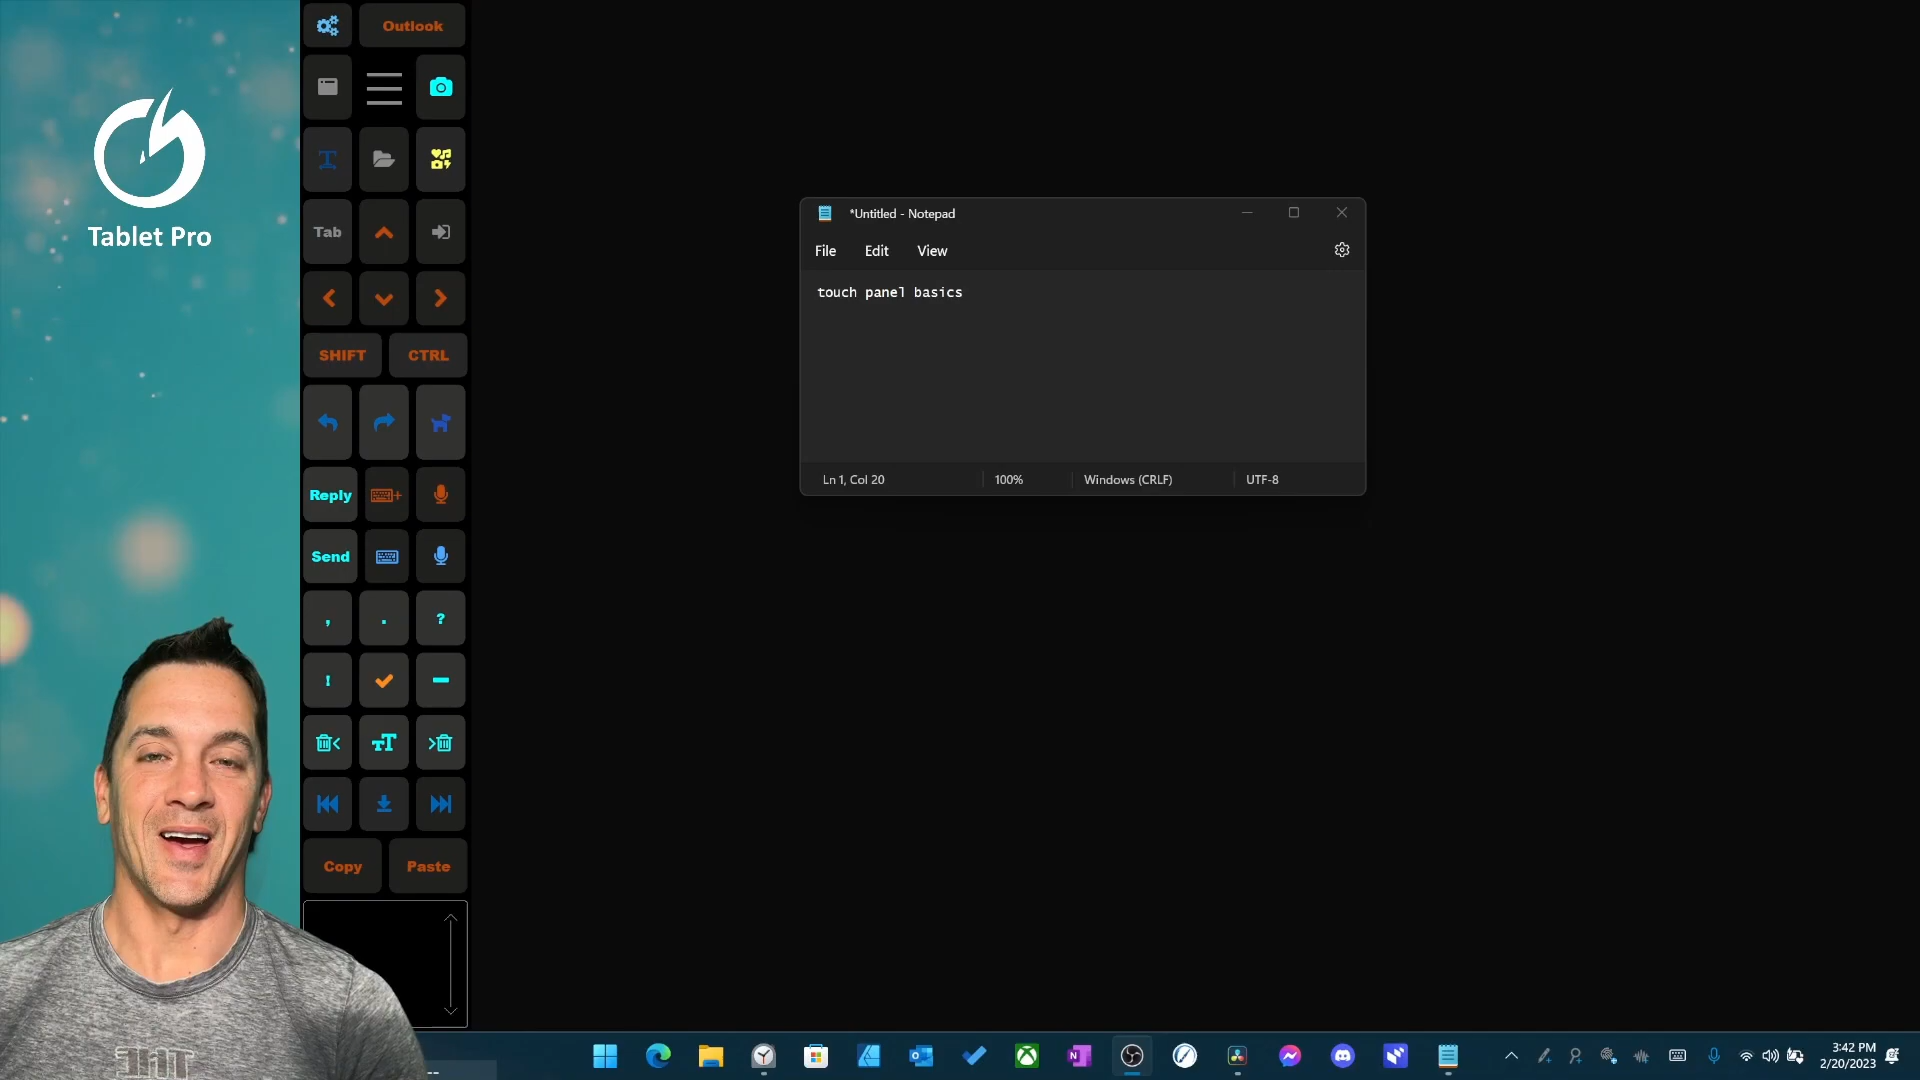 Outlook
Tablet Pro
Tab
SHIFT CTRL
Reply
Send
, . ?
!
Copy Paste
*Untitled - Notepad
File Edit View
touch panel basics
Ln 1, Col 20 100% Windows (CRLF) UTF-8
3:42 PM
2/20/2023